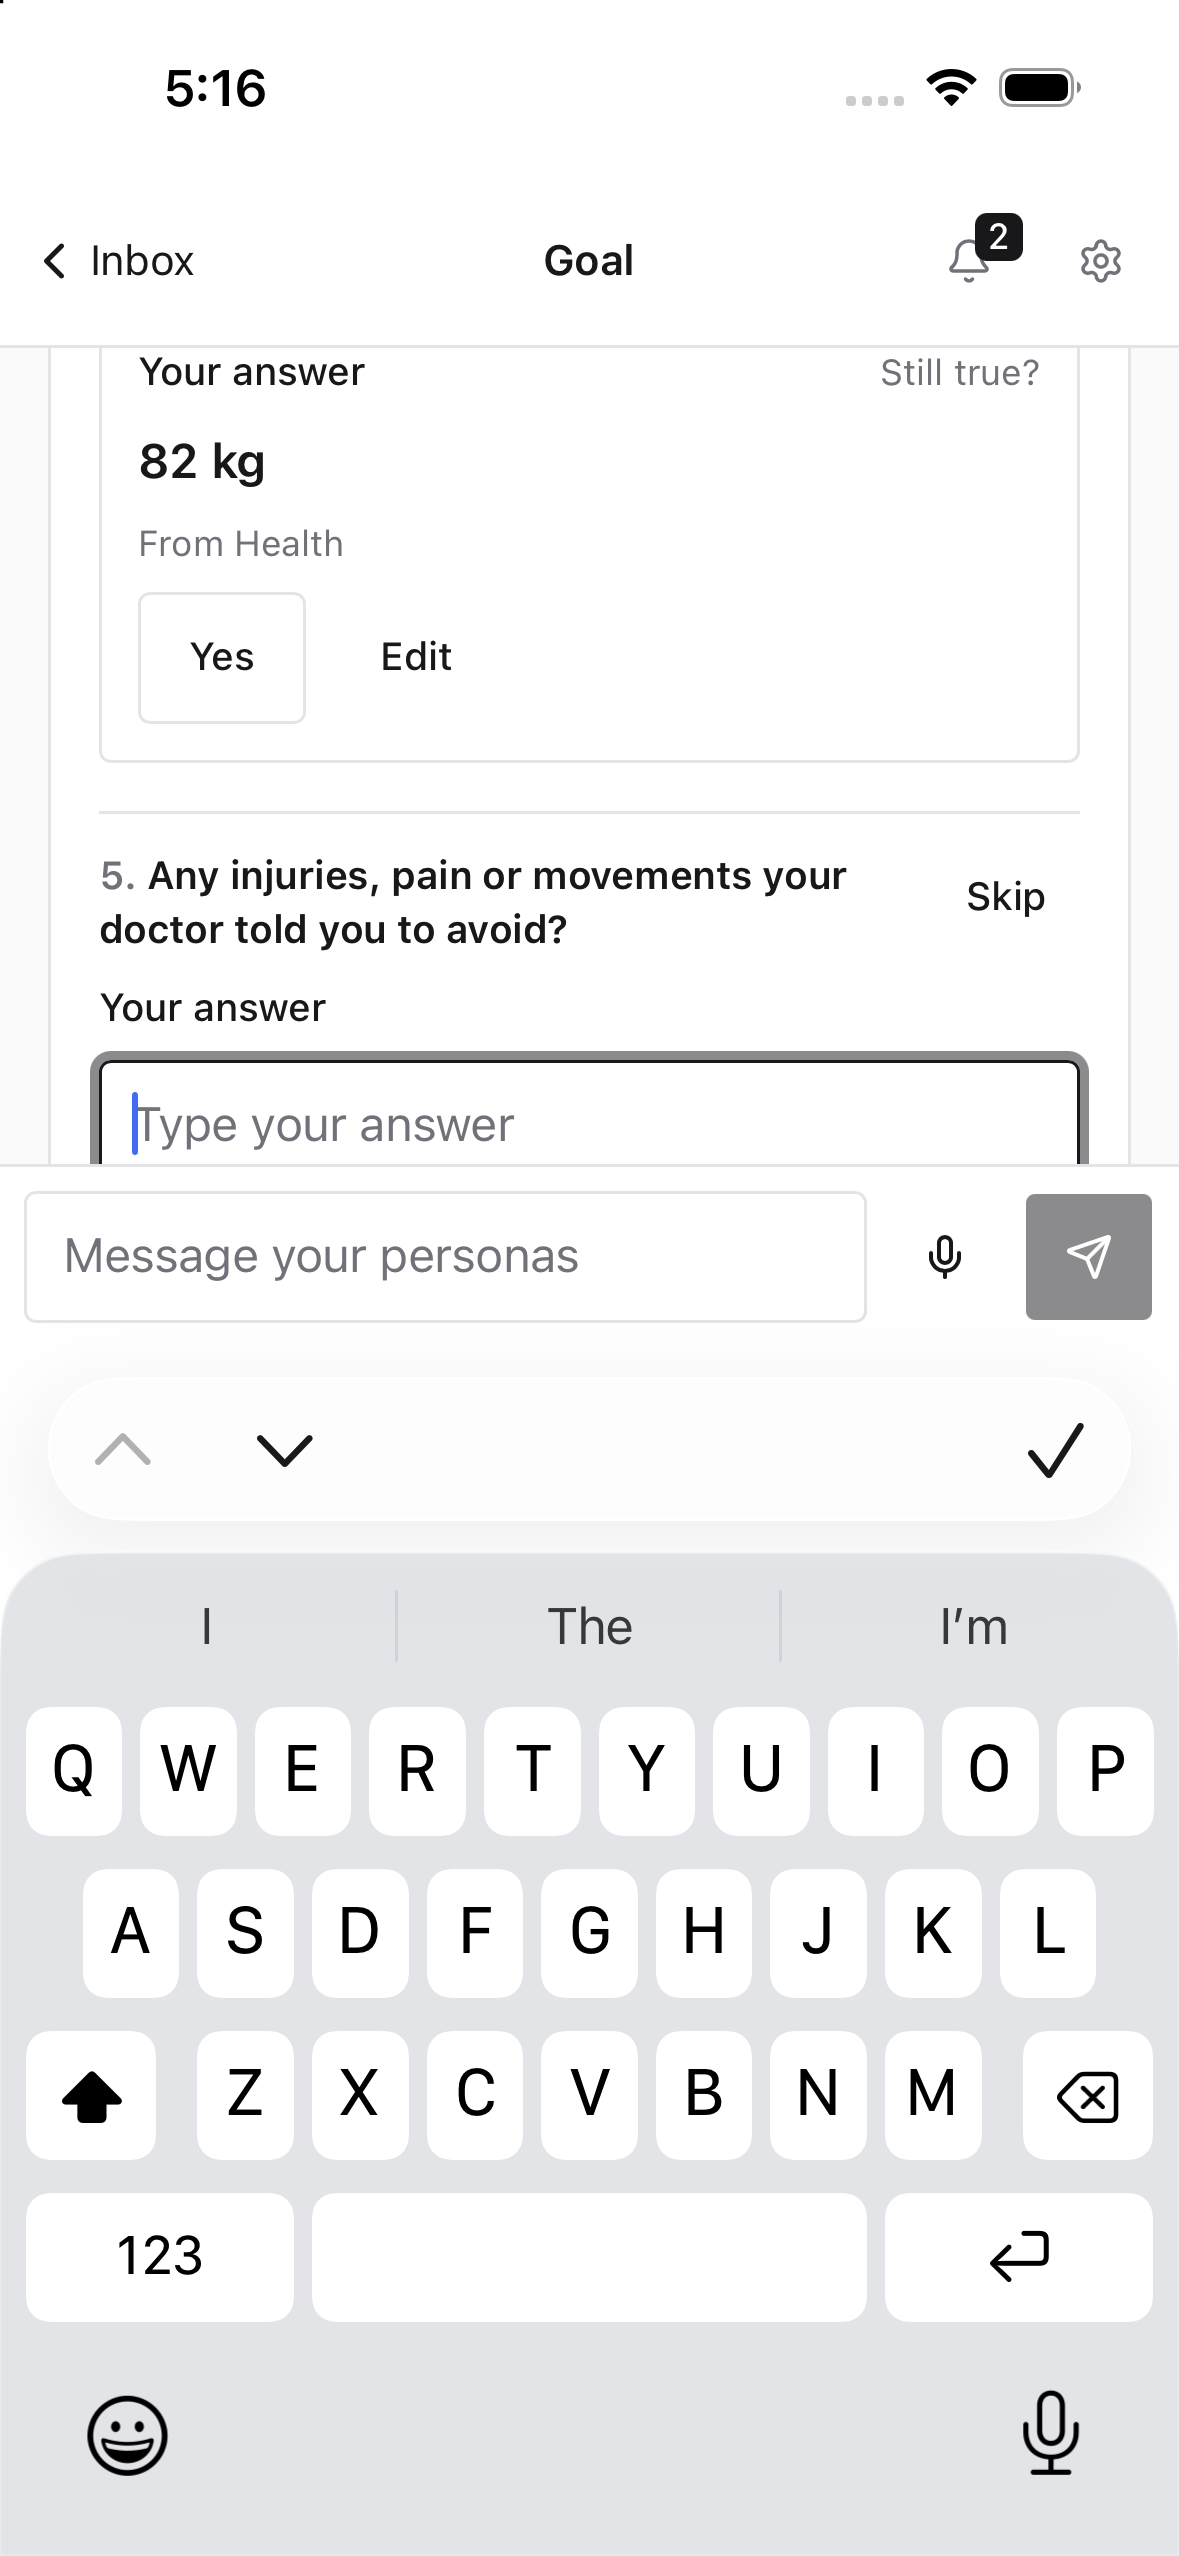 5:16
Inbox
Goal
2
Your answer
Still true?
82 kg
From Health
Yes
Edit
5. Any injuries, pain or movements your
doctor told you to avoid?
Skip
Your answer
Type your answer
Message your personas
I
The
I’m
Q W E R T Y U I O P
A S D F G H J K L
Z X C V B N M
123